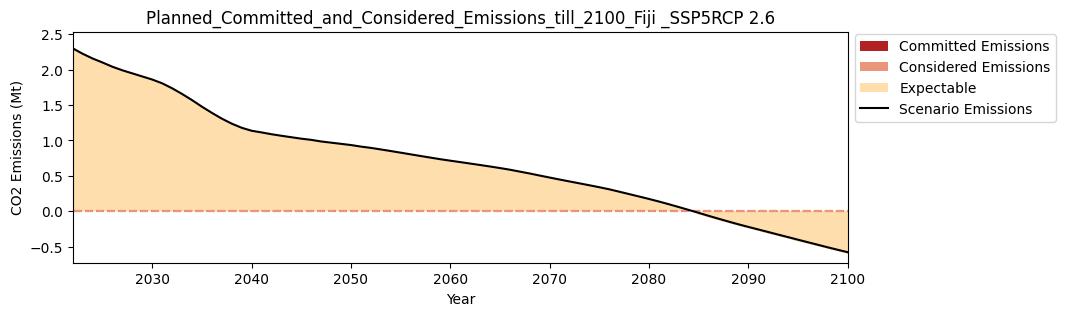 Planned_Committed_and_Considered_Emissions_till_2100_Fiji _SSP5RCP 2.6
CO2 Emissions (Mt)
2.5
2.0
1.5
1.0
0.5
0.0
−0.5
2030 2040 2050 2060 2070 2080 2090 2100
Year
Committed Emissions
Considered Emissions
Expectable
Scenario Emissions